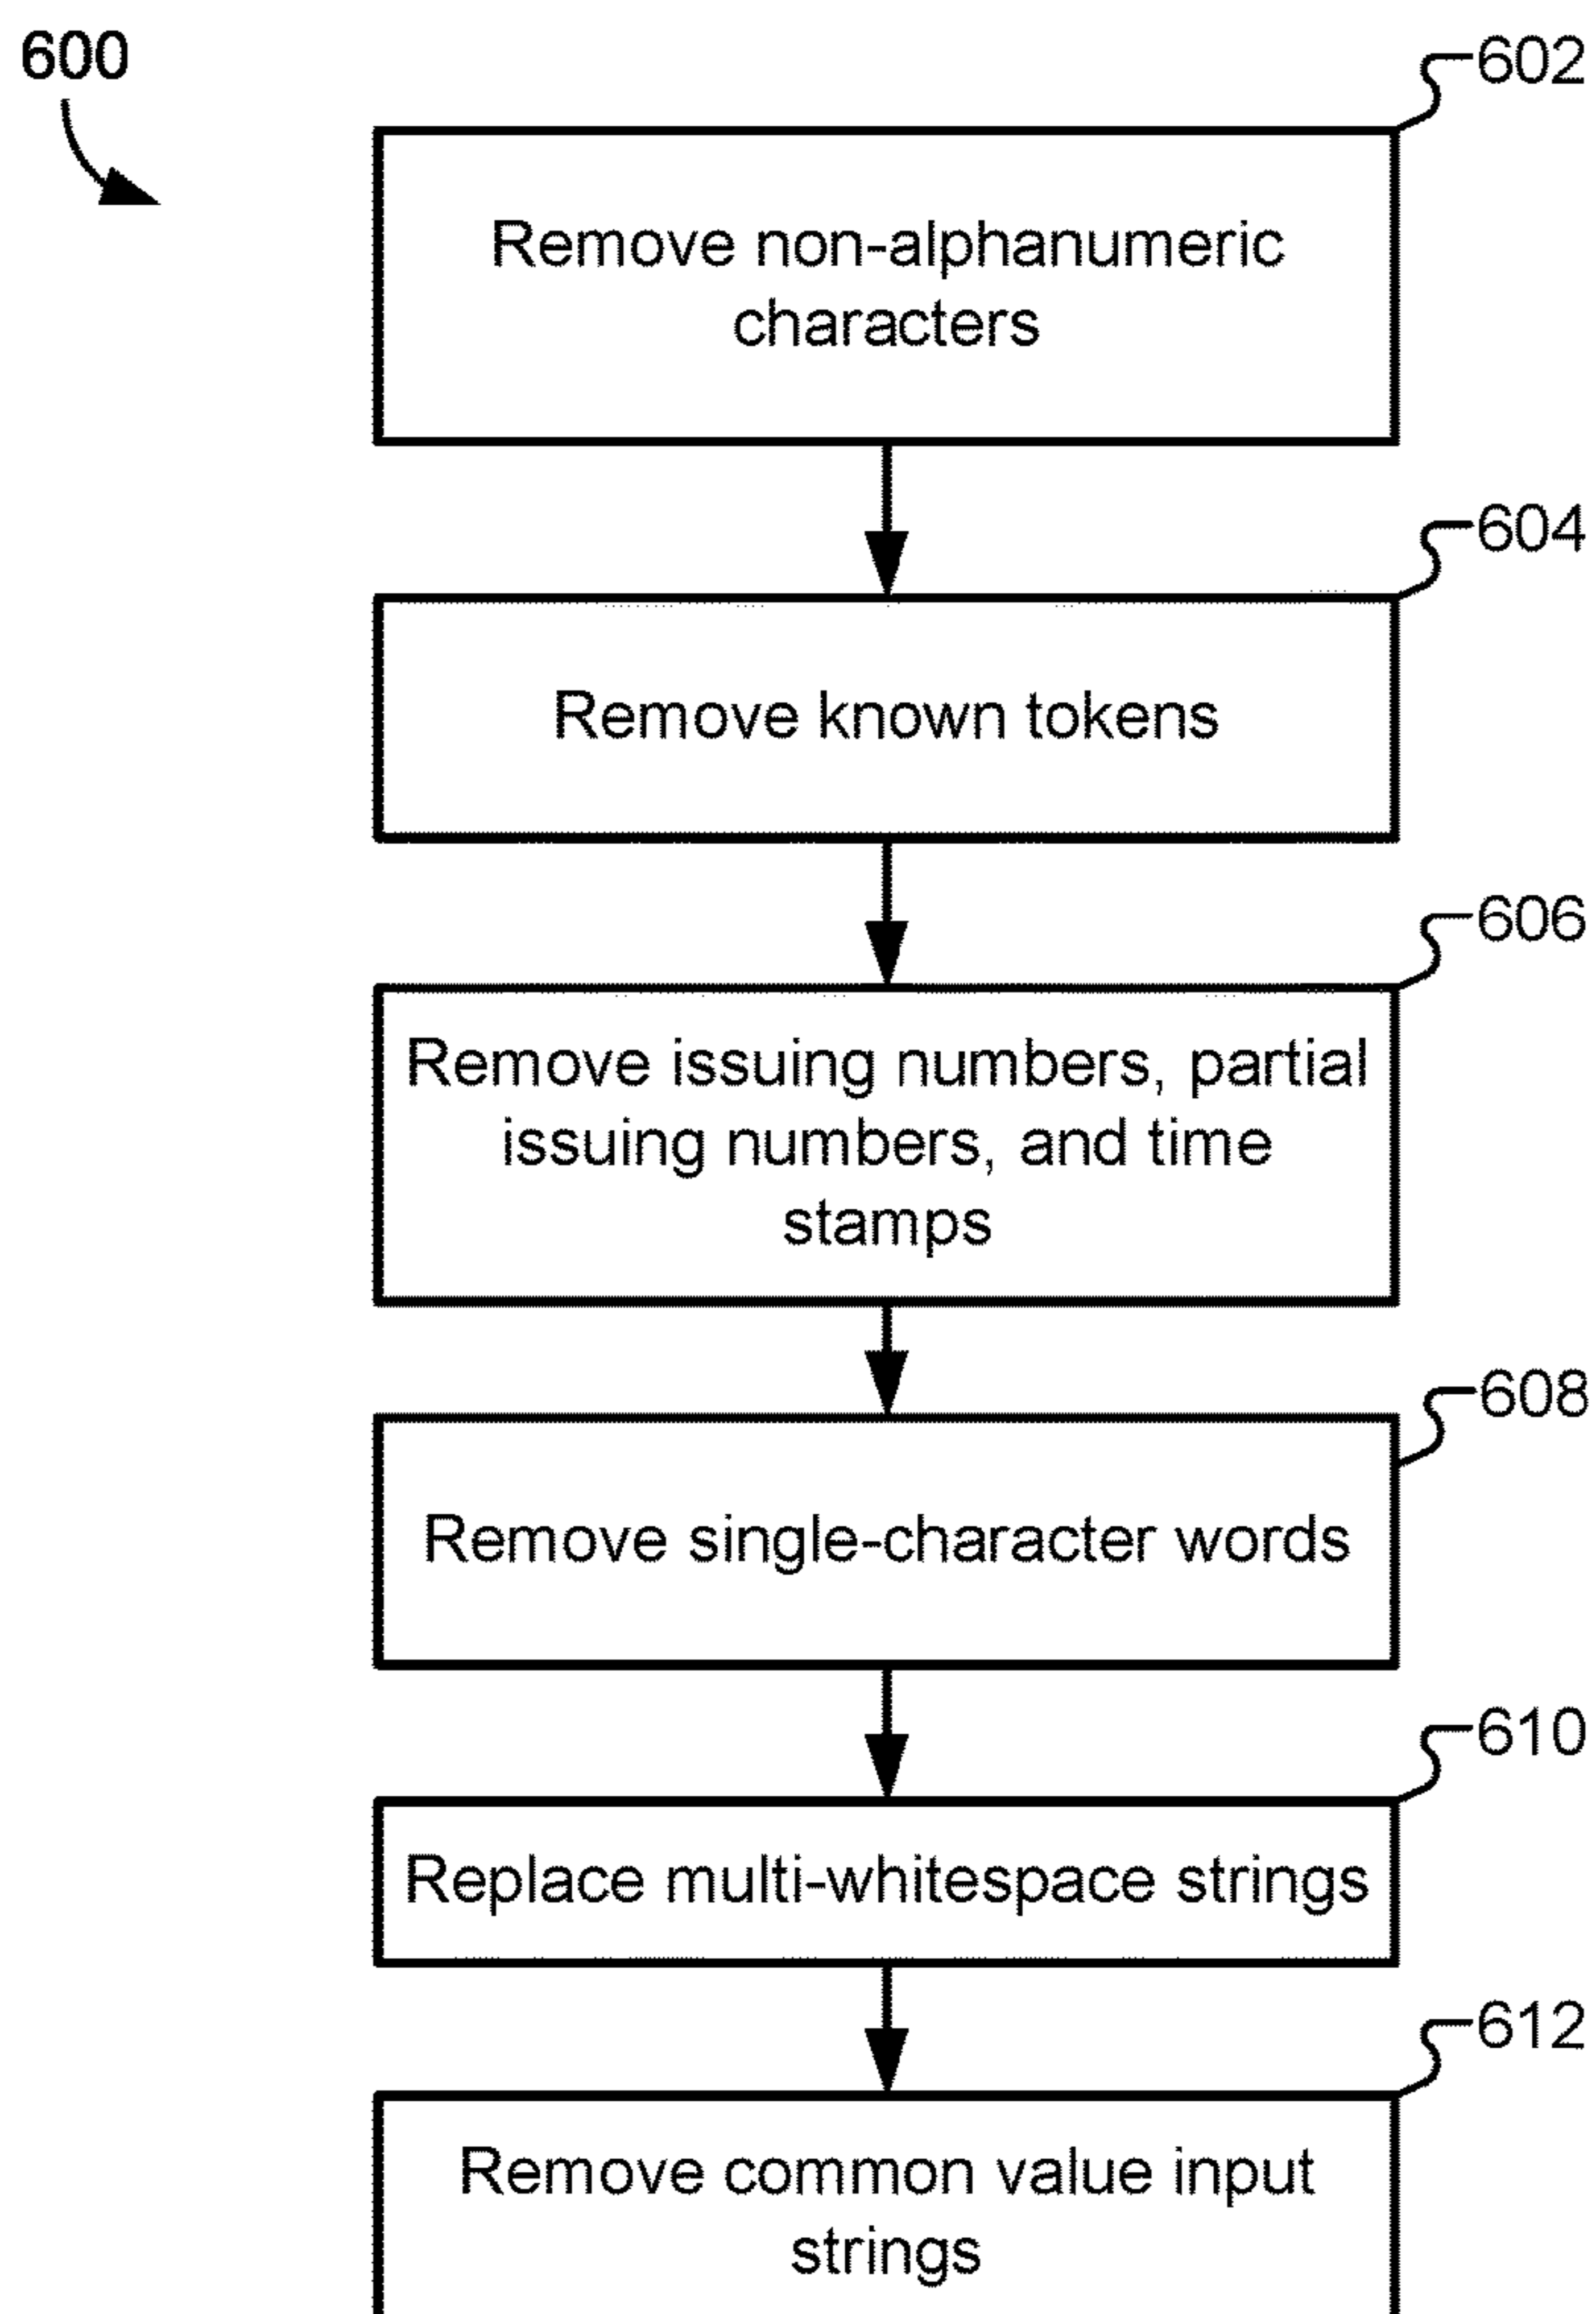 600
602
Remove non-alphanumeric
characters
604
Remove known tokens
606
Remove issuing numbers, partial
issuing numbers, and time
stamps
608
Remove single-character words
610
Replace multi-whitespace strings
612
Remove common value input
strings